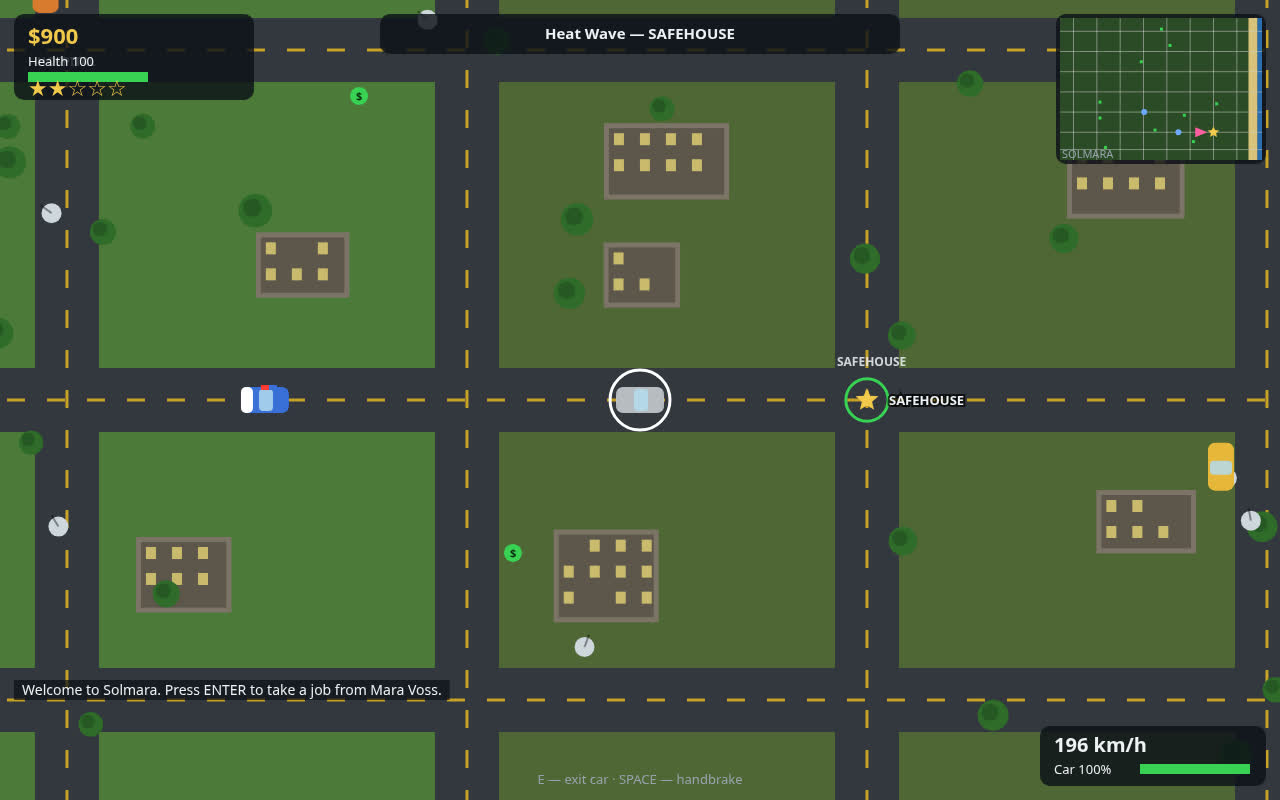 $900
Health 100
★★☆☆☆☆
Heat Wave — SAFEHOUSE
SOLMARA
$
SAFEHOUSE
SAFEHOUSE
$
Welcome to Solmara. Press ENTER to take a job from Mara Voss.
196 km/h
Car 100%
E — exit car · SPACE — handbrake